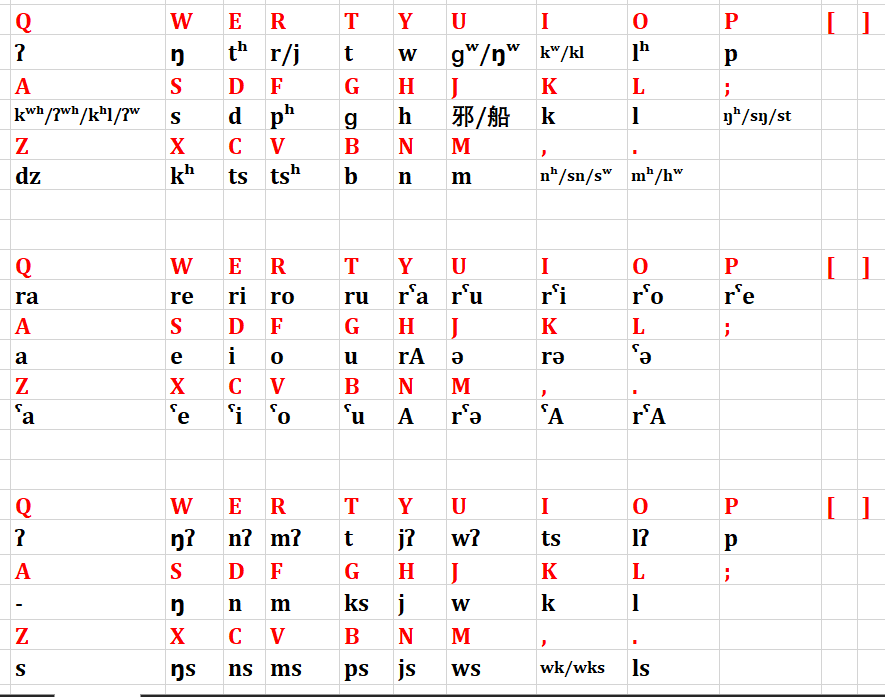 Q W E R T Y U I O P [ ]
ʔ ŋ tʰ r/j t w gʷ/ŋʷ kʷ/kl lʰ p
A S D F G H J K L ;
kʷʰ/ʔʷʰ/kʰl/ʔʷ s d pʰ g h 邪/船 k l ŋʰ/sŋ/st
Z X C V B N M , .
dz kʰ ts tsʰ b n m nʰ/sn/sʷ mʰ/hʷ
Q W E R T Y U I O P [ ]
ra re ri ro ru rˤa rˤu rˤi rˤo rˤe
A S D F G H J K L ;
a e i o u rA ə rə ˤə
Z X C V B N M , .
ˤa ˤe ˤi ˤo ˤu A rˤə ˤA rˤA
Q W E R T Y U I O P [ ]
ʔ ŋʔ nʔ mʔ t jʔ wʔ ts lʔ p
A S D F G H J K L ;
- ŋ n m ks j w k l
Z X C V B N M , .
s ŋs ns ms ps js ws wk/wks ls